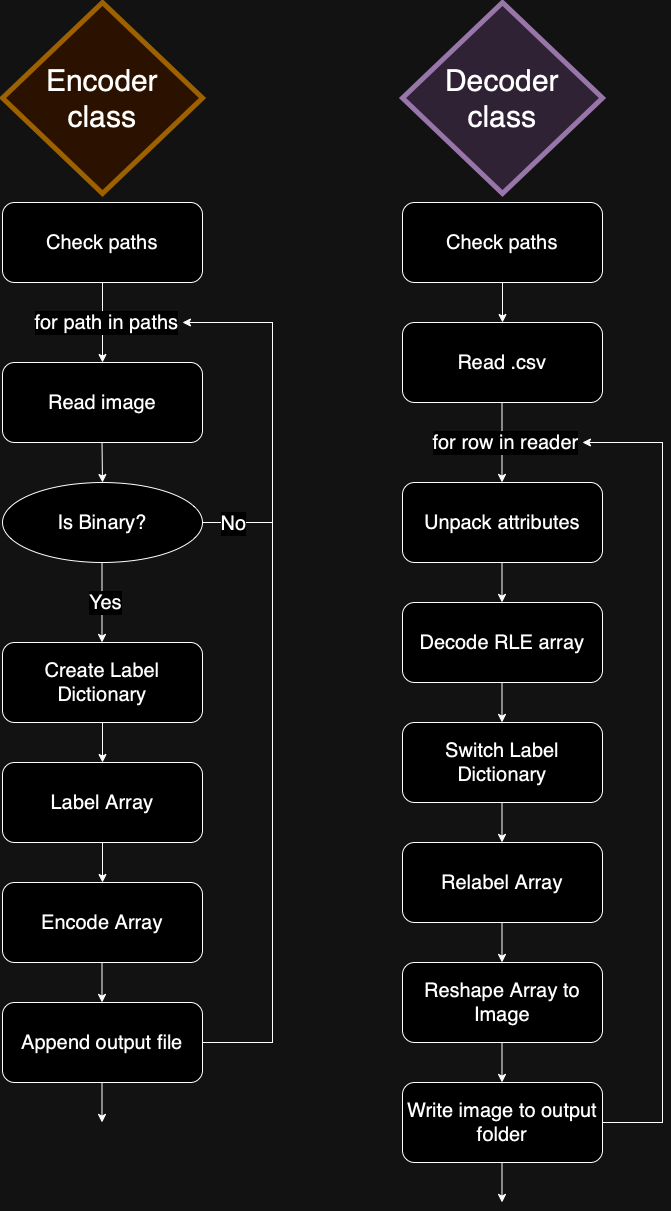 Encoder
class
Check paths
for path in paths
Read image
Is Binary?
No
Yes
Create Label
Dictionary
Label Array
Encode Array
Append output file
Decoder
class
Check paths
Read .csv
for row in reader
Unpack attributes
Decode RLE array
Switch Label
Dictionary
Relabel Array
Reshape Array to
Image
Write image to output
folder